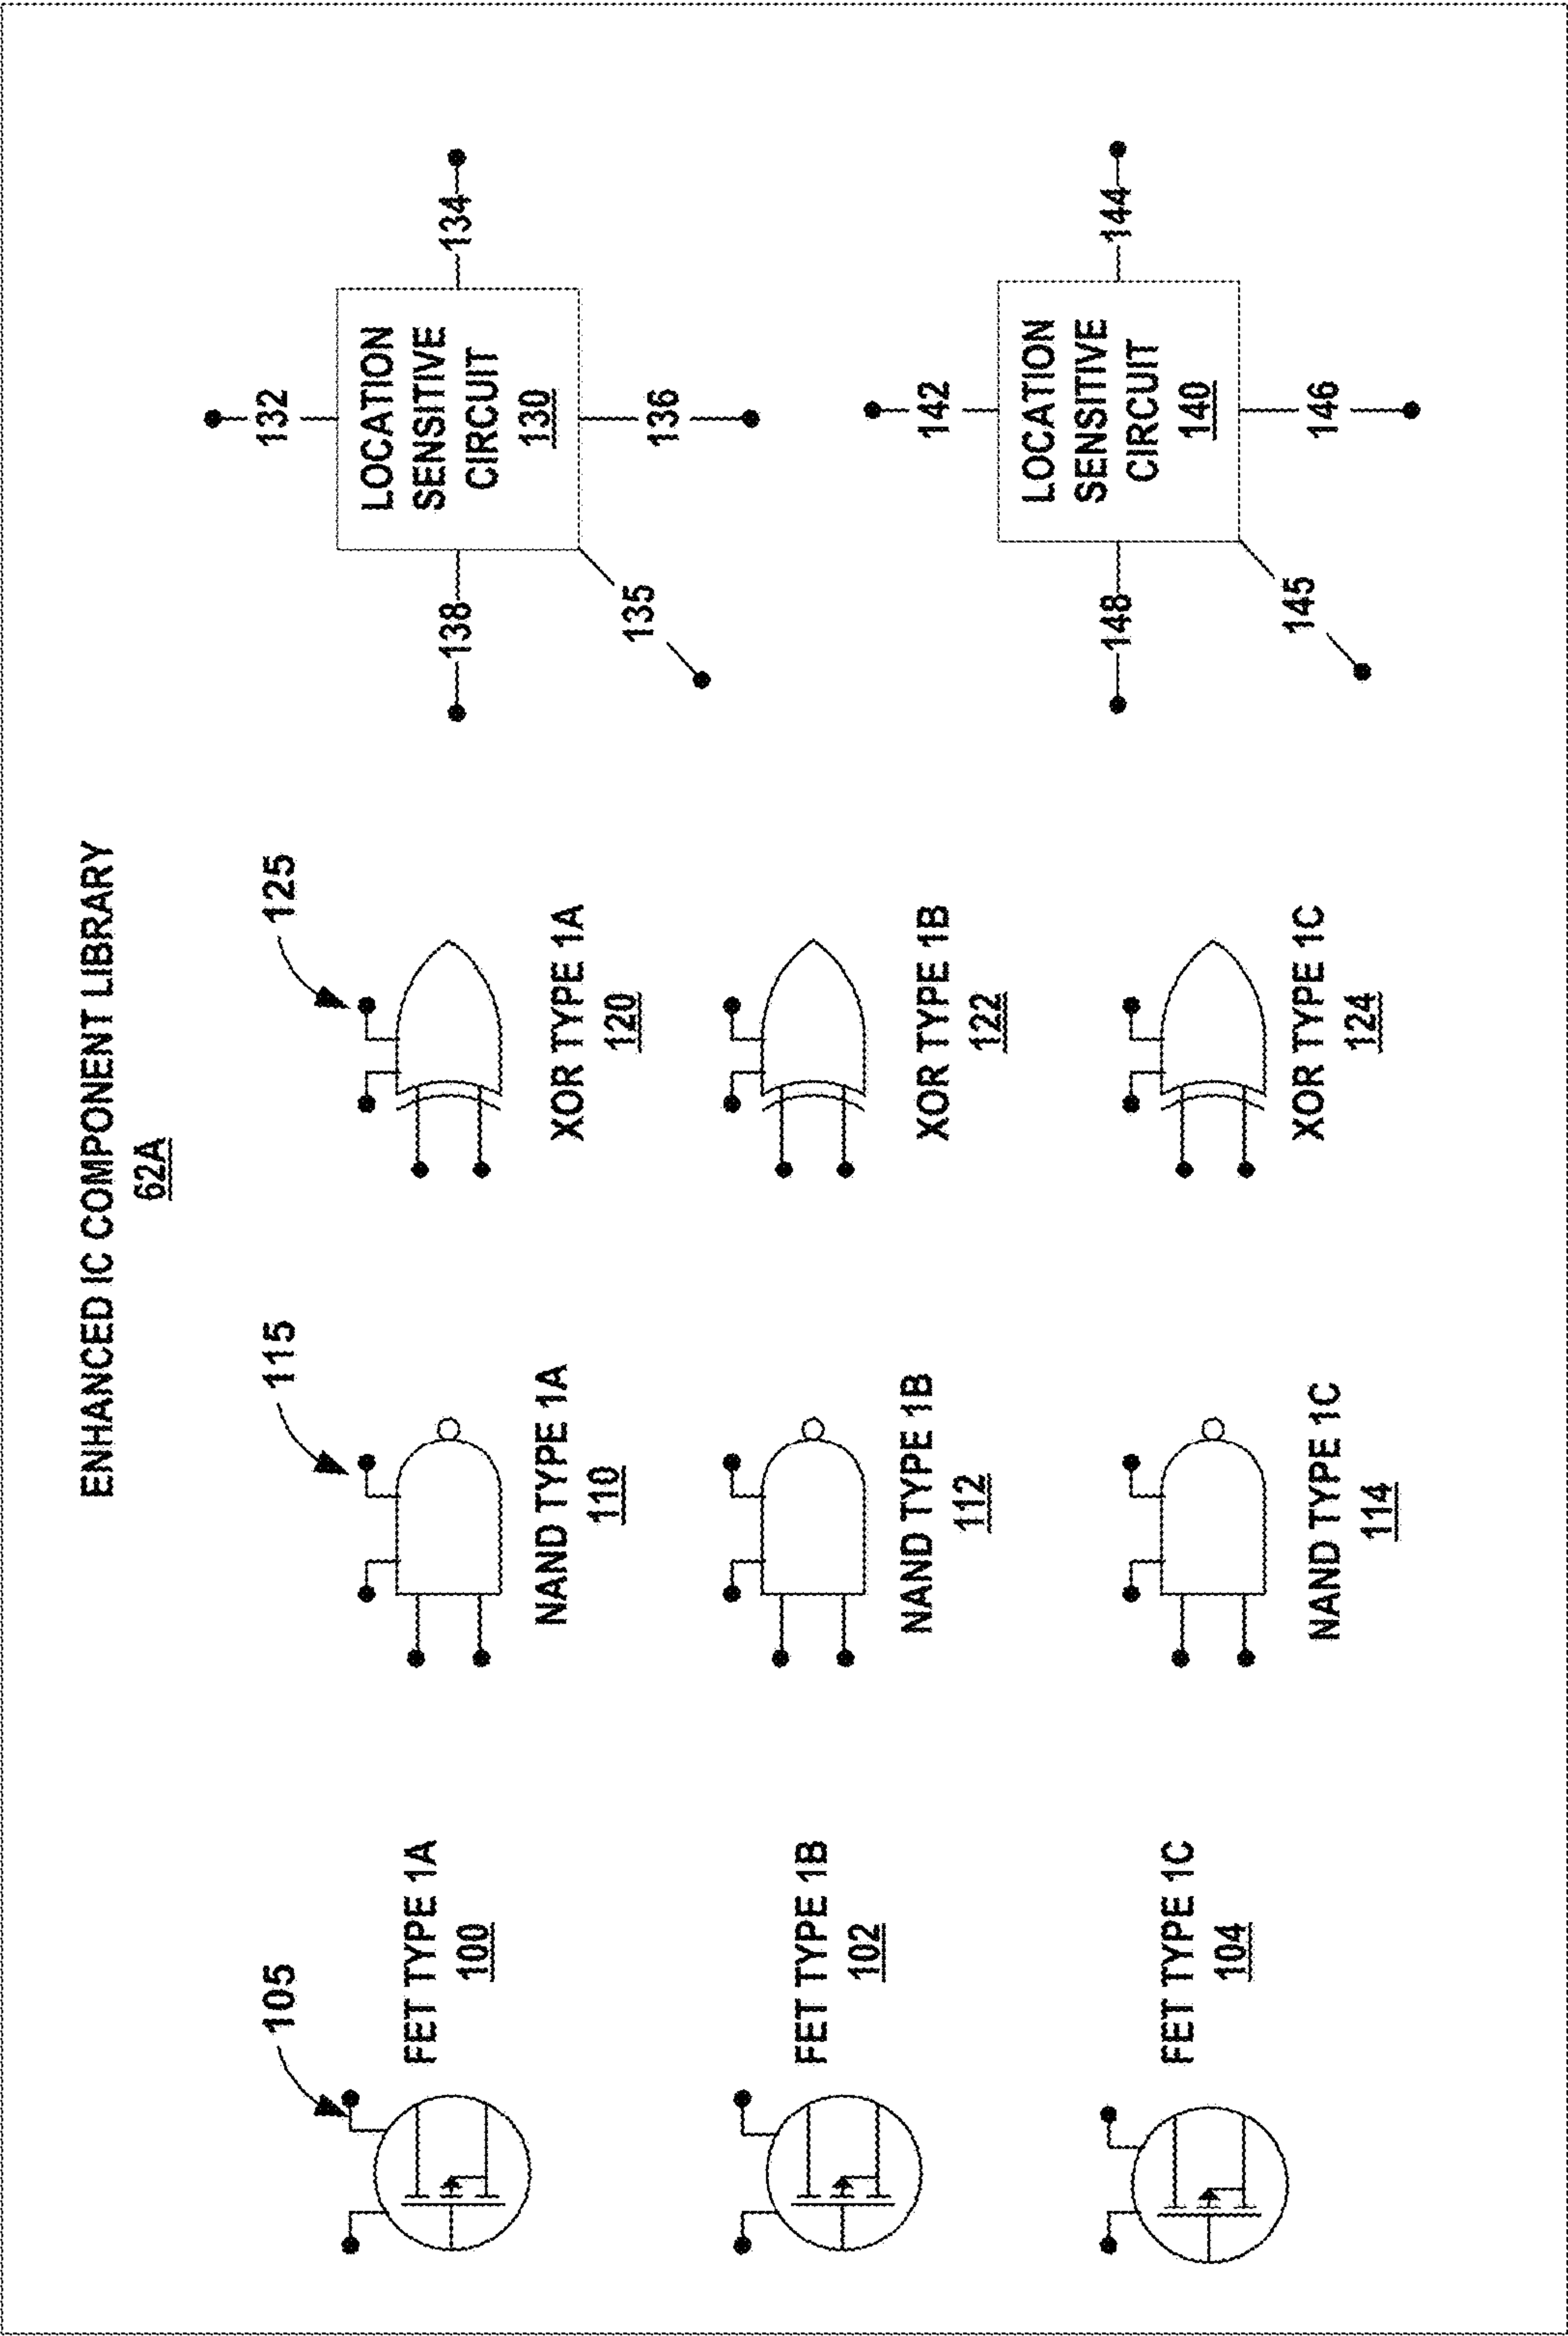 ENHANCED IC COMPONENT LIBRARY
62A
105
FET TYPE 1A
100
115
NAND TYPE 1A
110
125
XOR TYPE 1A
120
132
138
LOCATION
SENSITIVE
CIRCUIT
130
134
135
136
FET TYPE 1B
102
NAND TYPE 1B
112
XOR TYPE 1B
122
142
148
LOCATION
SENSITIVE
CIRCUIT
140
144
145
146
FET TYPE 1C
104
NAND TYPE 1C
114
XOR TYPE 1C
124